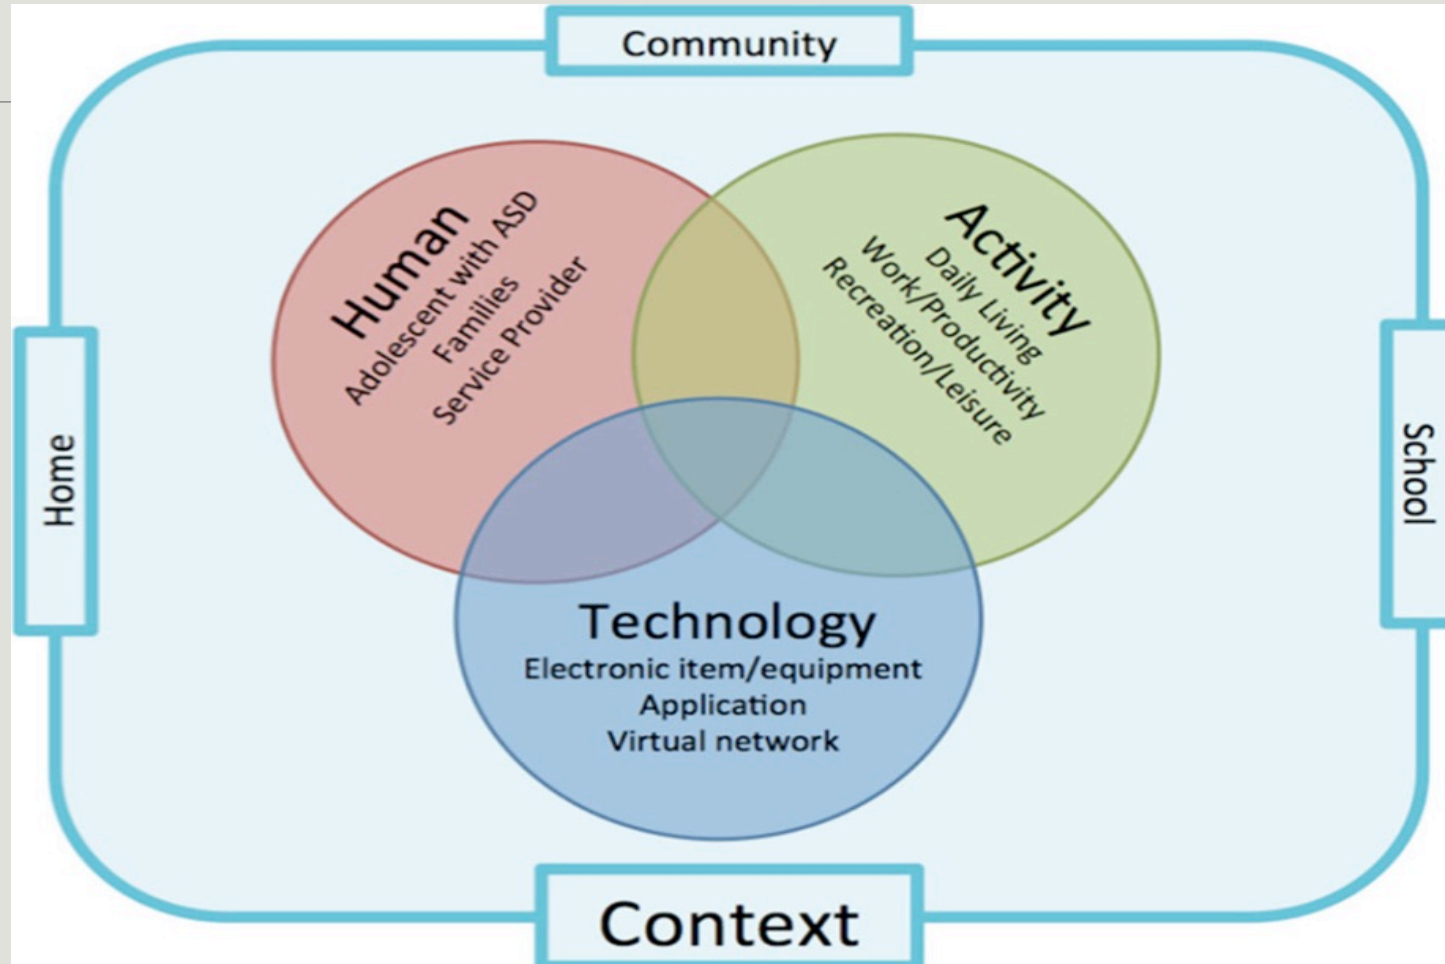 Community
Human
Adolescent with ASD
Families
Service Provider
Activity
Daily Living
Work/Productivity
Recreation/Leisure
Home
School
Technology
Electronic item/equipment
Application
Virtual network
Context